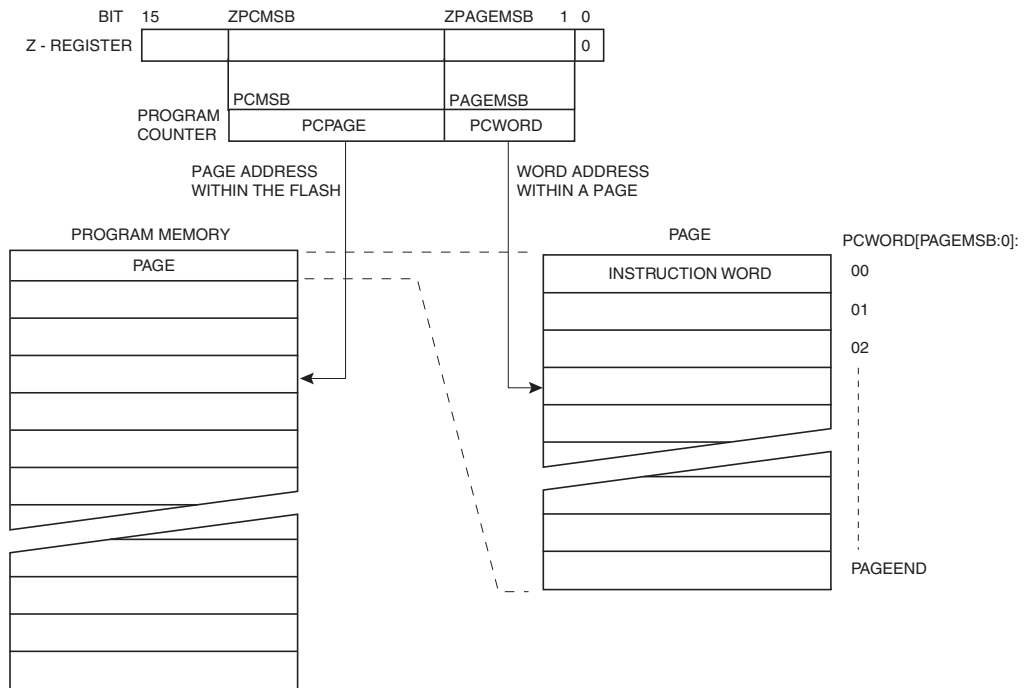 BIT 15 ZPCMSB ZPAGEMSB 1 0
Z - REGISTER 0
PCMSB PAGEMSB
PROGRAM
COUNTER
PCPAGE PCWORD
PAGE ADDRESS
WITHIN THE FLASH
WORD ADDRESS
WITHIN A PAGE
PROGRAM MEMORY
PAGE
PAGE
PCWORD[PAGEMSB:0]:
INSTRUCTION WORD
00
01
02
PAGEEND